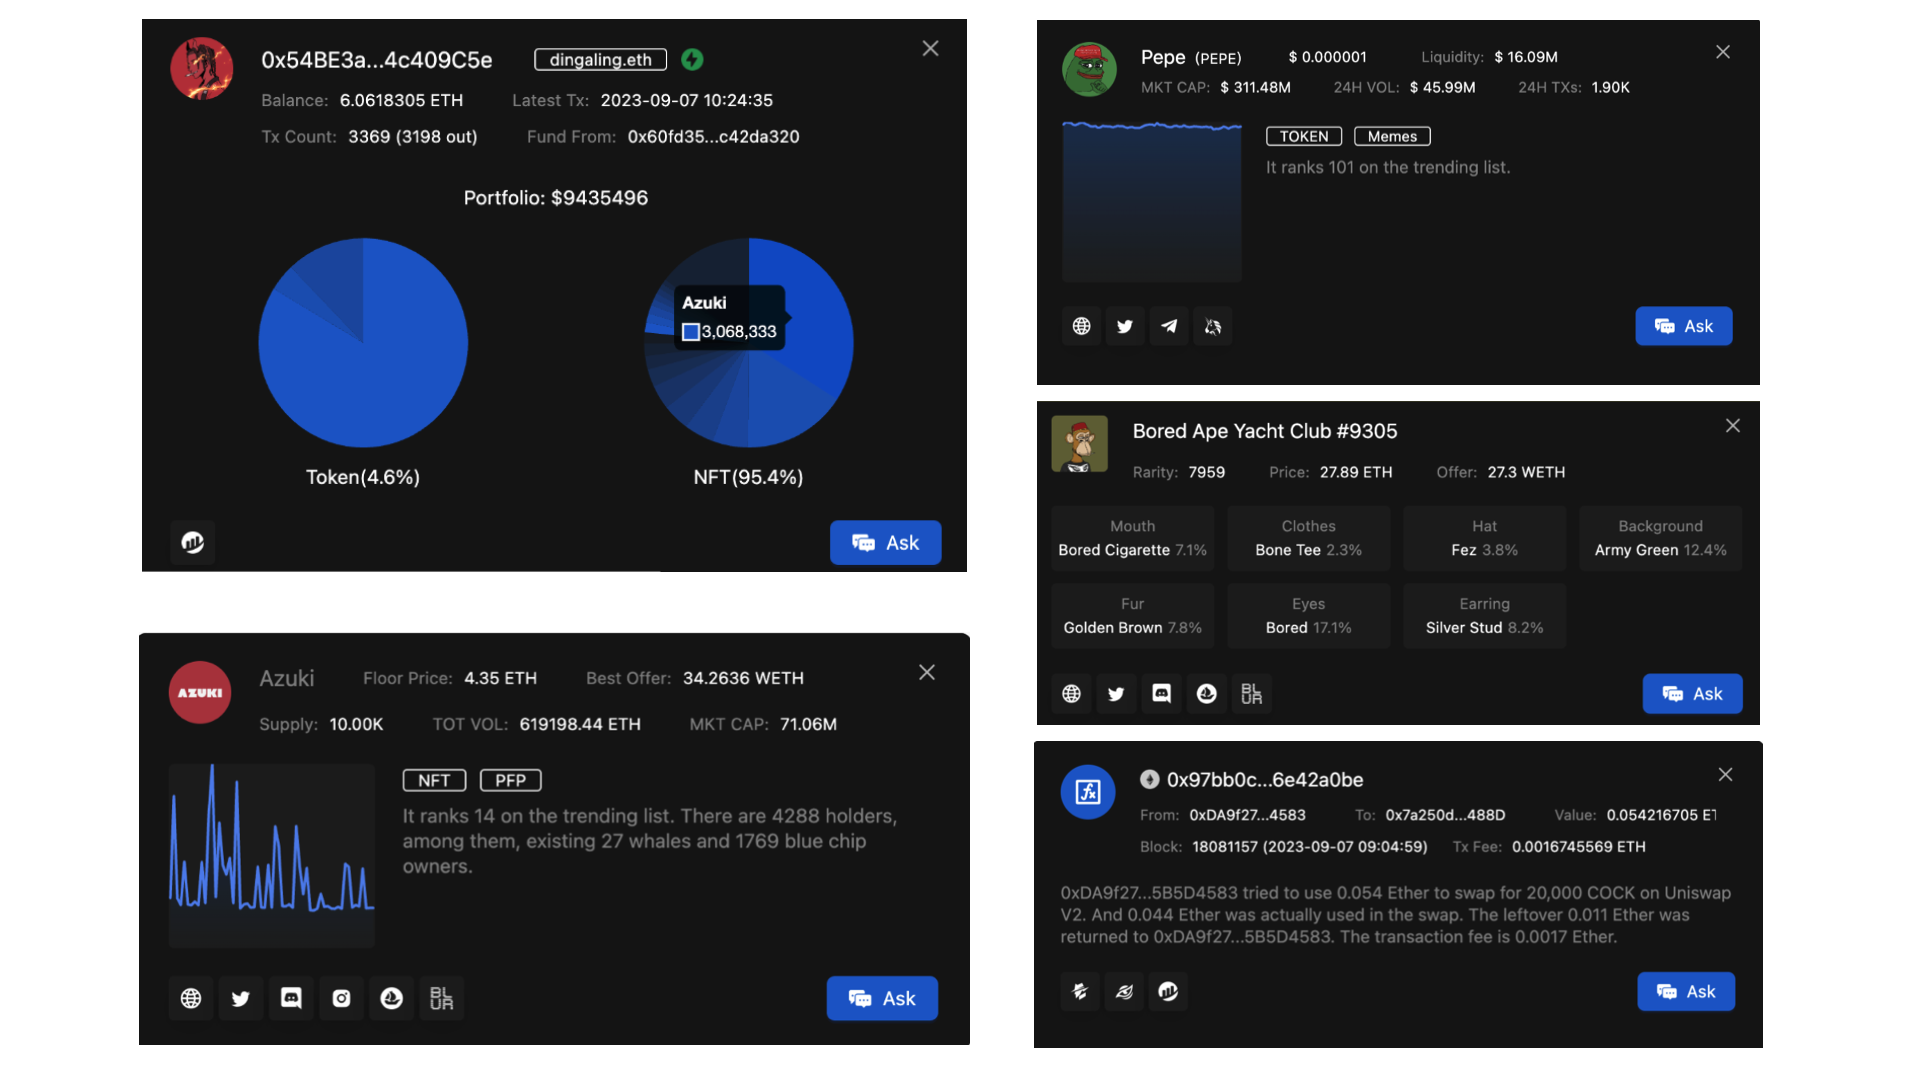 0x54BE3a...4c409C5e dingaling.eth
Balance: 6.0618305 ETH Latest Tx: 2023-09-07 10:24:35
Tx Count: 3369 (3198 out) Fund From: 0x60fd35...c42da320
Portfolio: $9435496
Azuki
3,068,333
Token(4.6%) NFT(95.4%)
Ask
AZUKI
Azuki Floor Price: 4.35 ETH Best Offer: 34.2636 WETH
Supply: 10.00K TOT VOL: 619198.44 ETH MKT CAP: 71.06M
NFT PFP
It ranks 14 on the trending list. There are 4288 holders,
among them, existing 27 whales and 1769 blue chip
owners.
BLUR
Ask
Pepe (PEPE) $ 0.000001 Liquidity: $ 16.09M
MKT CAP: $ 311.48M 24H VOL: $ 45.99M 24H TXs: 1.90K
TOKEN Memes
It ranks 101 on the trending list.
Ask
Bored Ape Yacht Club #9305
Rarity: 7959 Price: 27.89 ETH Offer: 27.3 WETH
Mouth Clothes Hat Background
Bored Cigarette 7.1% Bone Tee 2.3% Fez 3.8% Army Green 12.4%
Fur Eyes Earring
Golden Brown 7.8% Bored 17.1% Silver Stud 8.2%
BLUR
Ask
fx
0x97bb0c...6e42a0be
From: 0xDA9f27...4583 To: 0x7a250d...488D Value: 0.054216705 ET
Block: 18081157 (2023-09-07 09:04:59) Tx Fee: 0.0016745569 ETH
0xDA9f27...5B5D4583 tried to use 0.054 Ether to swap for 20,000 COCK on Uniswap
V2. And 0.044 Ether was actually used in the swap. The leftover 0.011 Ether was
returned to 0xDA9f27...5B5D4583. The transaction fee is 0.0017 Ether.
Ask